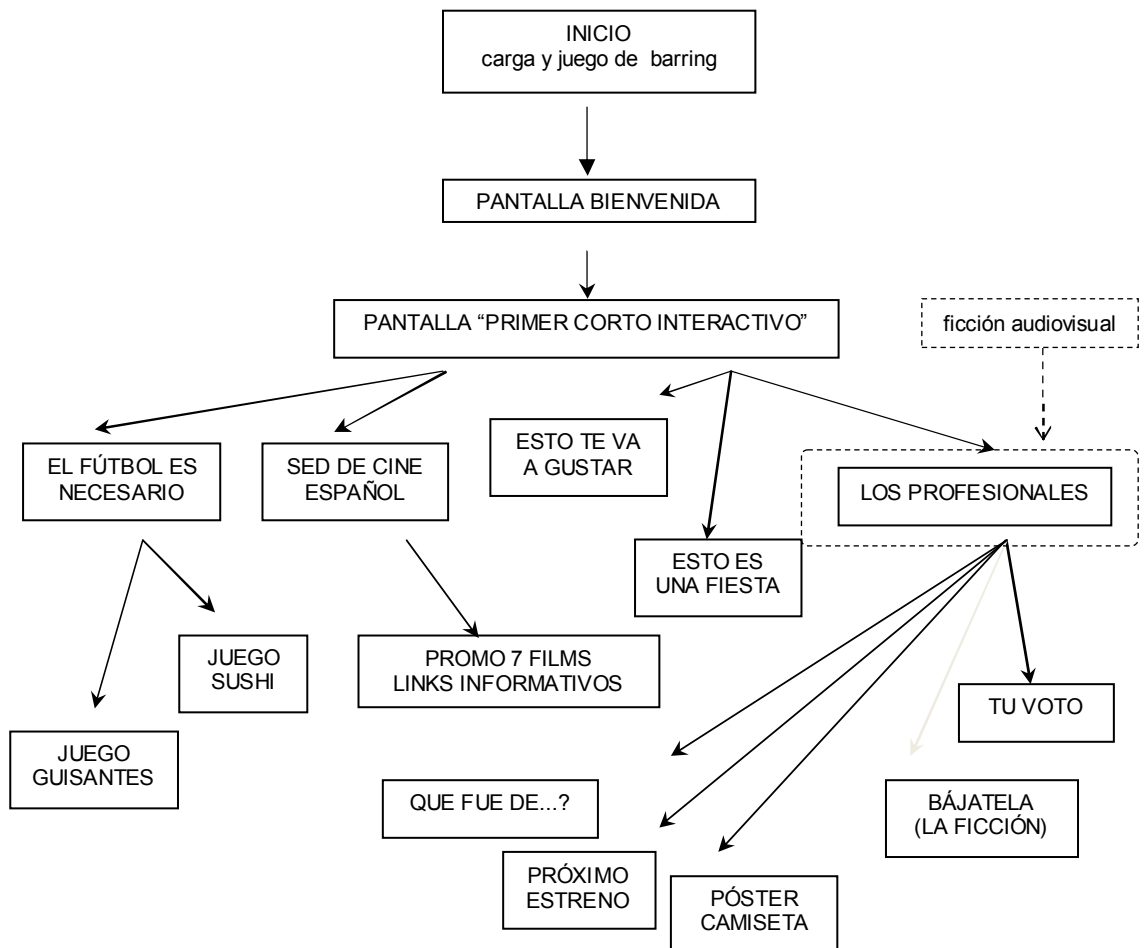 INICIO
carga y juego de barring
PANTALLA BIENVENIDA
PANTALLA “PRIMER CORTO INTERACTIVO”
ficción audiovisual
EL FÚTBOL ES
NECESARIO
SED DE CINE
ESPAÑOL
ESTO TE VA
A GUSTAR
LOS PROFESIONALES
ESTO ES
UNA FIESTA
JUEGO
SUSHI
PROMO 7 FILMS
LINKS INFORMATIVOS
TU VOTO
JUEGO
GUISANTES
QUE FUE DE...?
BÁJATELA
(LA FICCIÓN)
PRÓXIMO
ESTRENO
PÓSTER
CAMISETA